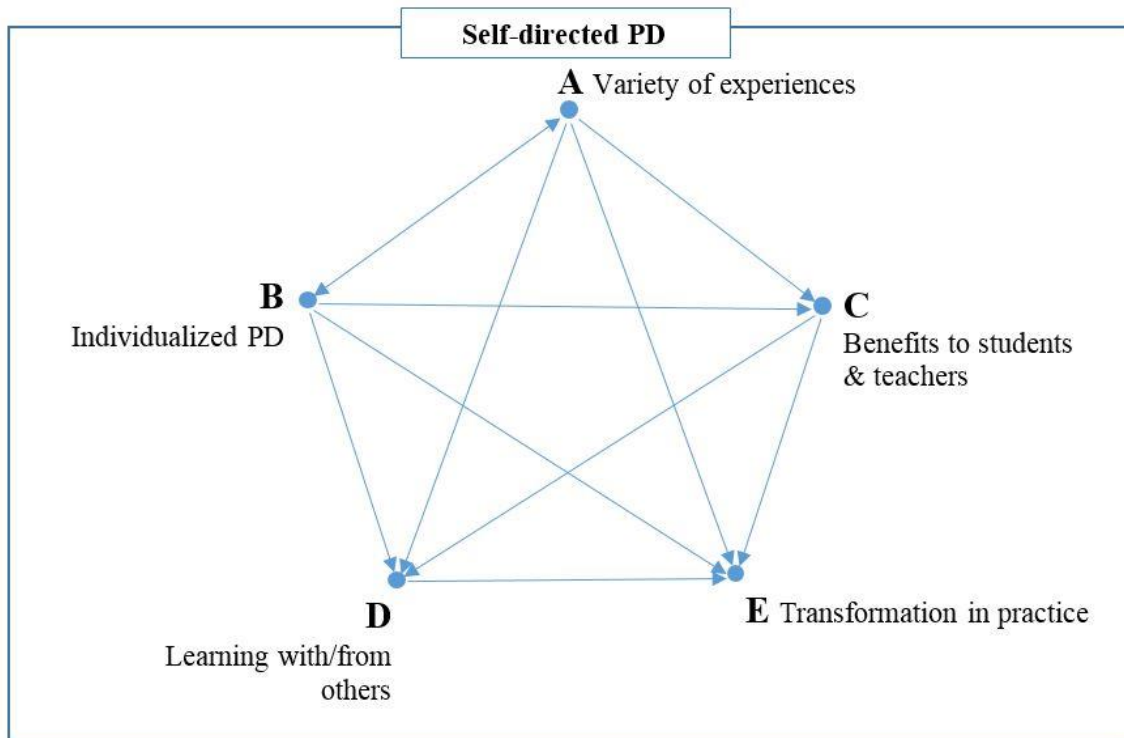 Self-directed PD
A Variety of experiences
B
Individualized PD
C
Benefits to students
& teachers
D
Learning with/from
others
E Transformation in practice